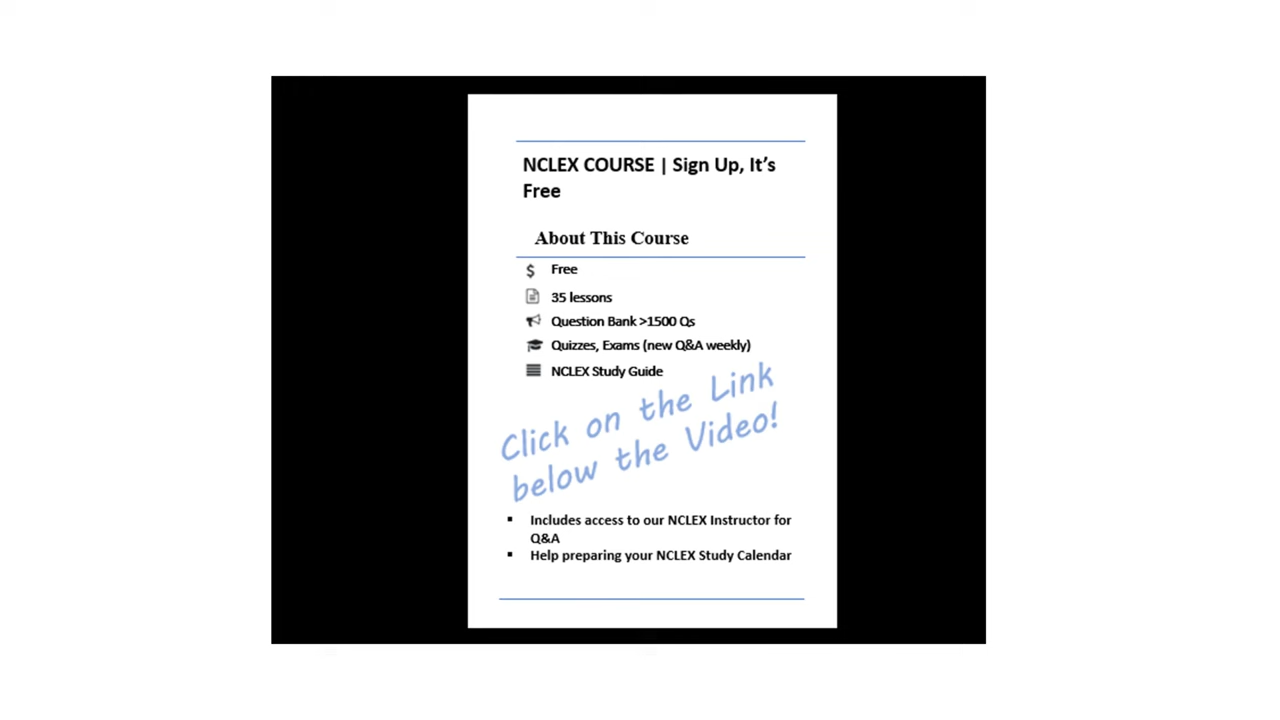 NCLEX COURSE | Sign Up, It’s
Free
About This Course
Free
35 lessons
Question Bank >1500 Qs
Quizzes, Exams (new Q&A weekly)
NCLEX Study Guide
Click on the Link
below the Video!
▪ Includes access to our NCLEX Instructor for
Q&A
▪ Help preparing your NCLEX Study Calendar